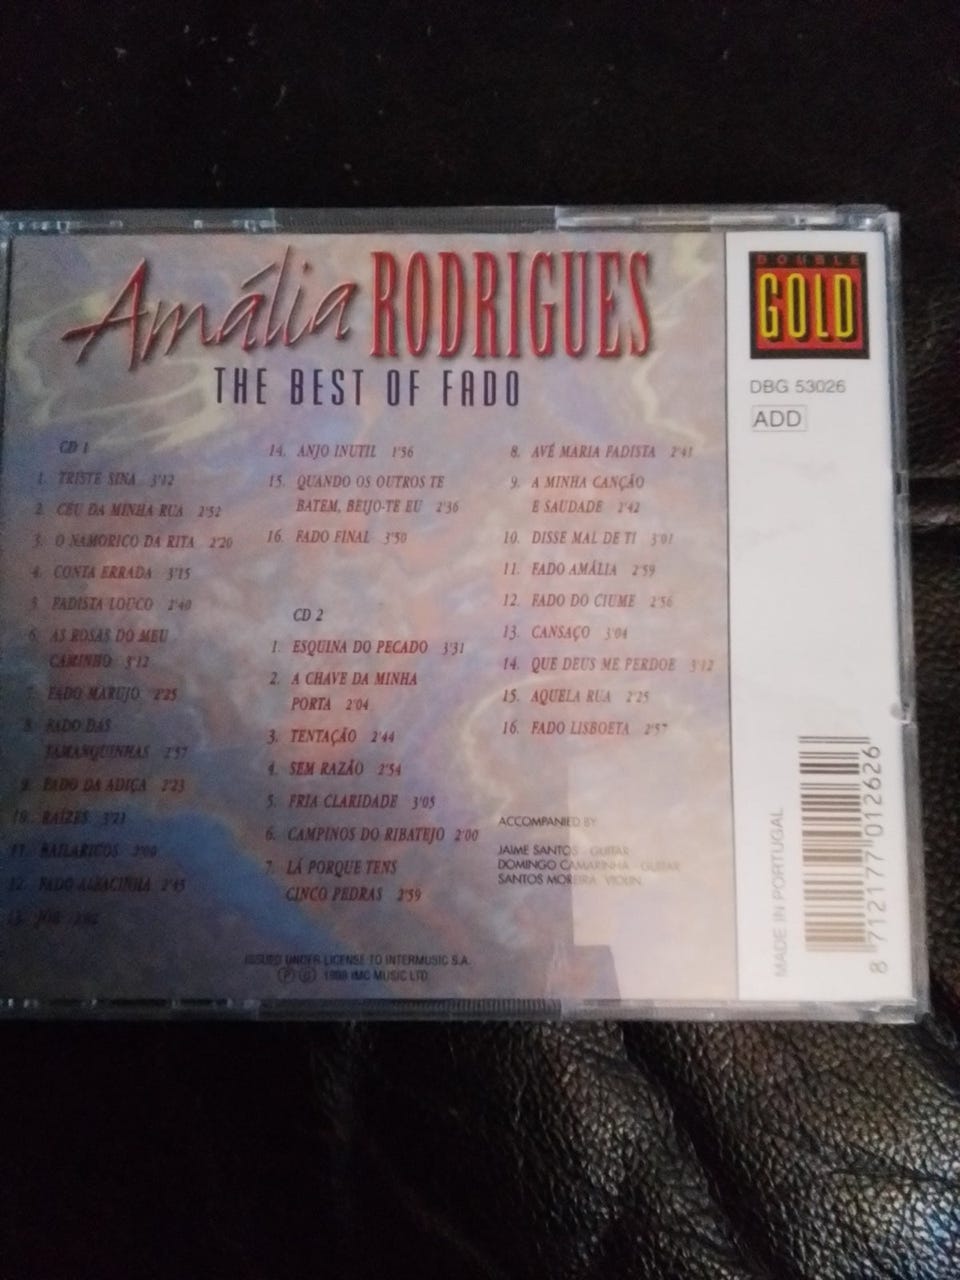 Amália RODRIGUES
THE BEST OF FADO
CD 1
1. TRISTE SINA 3'12
2. CÉU DA MINHA RUA 2'52
3. O NAMORICO DA RITA 2'20
4. CONTA ERRADA 3'15
5. FADISTA LOUCO 2'40
6. AS ROSAS DO MEU
CAMINHO 3'12
7. FADO MARUJO 2'25
8. FADO DAS
TAMANQUINHAS 2'57
9. FADO DA ADIÇA 2'23
10. RAÍZES 3'21
11. BAILARICOS 2'00
12. FADO ALFACINHA 2'45
13. JOB
14. ANJO INUTIL 1'56
15. QUANDO OS OUTROS TE
BATEM, BEIJO-TE EU 2'36
16. FADO FINAL 3'50
CD 2
1. ESQUINA DO PECADO 3'31
2. A CHAVE DA MINHA
PORTA 2'04
3. TENTAÇÃO 2'44
4. SEM RAZÃO 2'54
5. FRIA CLARIDADE 3'05
6. CAMPINOS DO RIBATEJO 2'00
7. LÁ PORQUE TENS
CINCO PEDRAS 2'59
8. AVÉ MARIA FADISTA 2'41
9. A MINHA CANÇÃO
E SAUDADE 2'42
10. DISSE MAL DE TI 3'01
11. FADO AMÁLIA 2'59
12. FADO DO CIUME 2'56
13. CANSAÇO 3'04
14. QUE DEUS ME PERDOE 3'12
15. AQUELA RUA 2'25
16. FADO LISBOETA 2'57
ACCOMPANIED BY:
JAIME SANTOS - GUITAR
DOMINGO CAMARINHA - GUITAR
SANTOS MOREIRA VIOLIN
ISSUED UNDER LICENSE TO INTERMUSIC S.A.
Ⓟ © 1998 IMC MUSIC LTD.
DOUBLE
GOLD
DBG 53026
ADD
MADE IN PORTUGAL
8 712177 012626